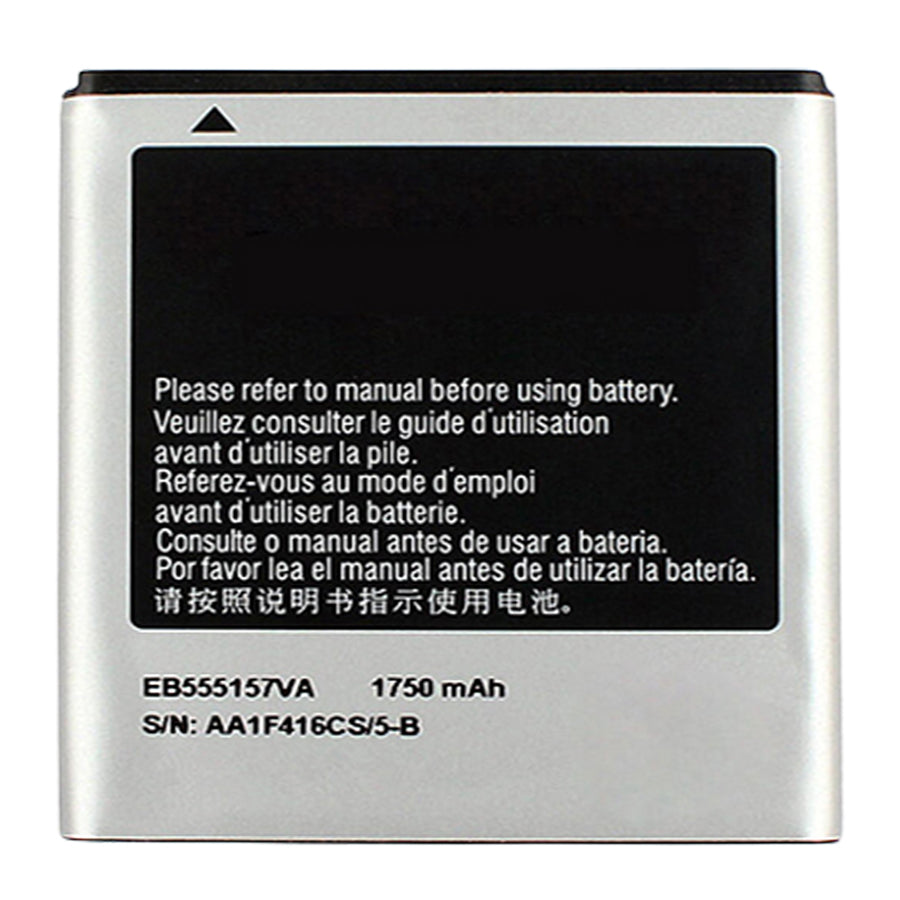 Please refer to manual before using battery.
Veuillez consulter le guide d'utilisation
avant d'utiliser la pile.
Referez-vous au mode d'emploi
avant d'utiliser la batterie.
Consulte o manual antes de usar a bateria.
Por favor lea el manual antes de utilizar la batería.
请按照说明书指示使用电池。
EB555157VA 1750 mAh
S/N: AA1F416CS/5-B